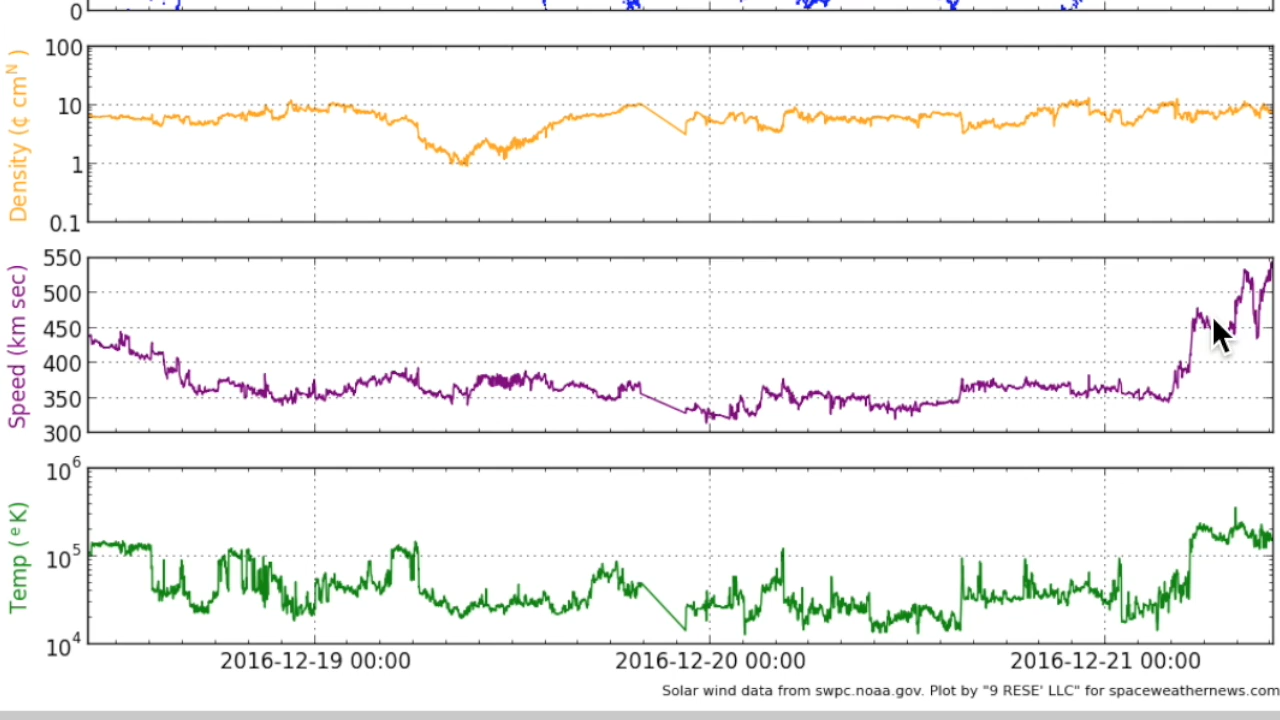 0
100
10
1
0.1
Density (¢ cmᴺ )
550
500
450
400
350
300
Speed (km sec)
10⁶
10⁵
10⁴
Temp ( ᵉ K)
2016-12-19 00:00 2016-12-20 00:00 2016-12-21 00:00
Solar wind data from swpc.noaa.gov. Plot by "9 RESE' LLC" for spaceweathernews.com